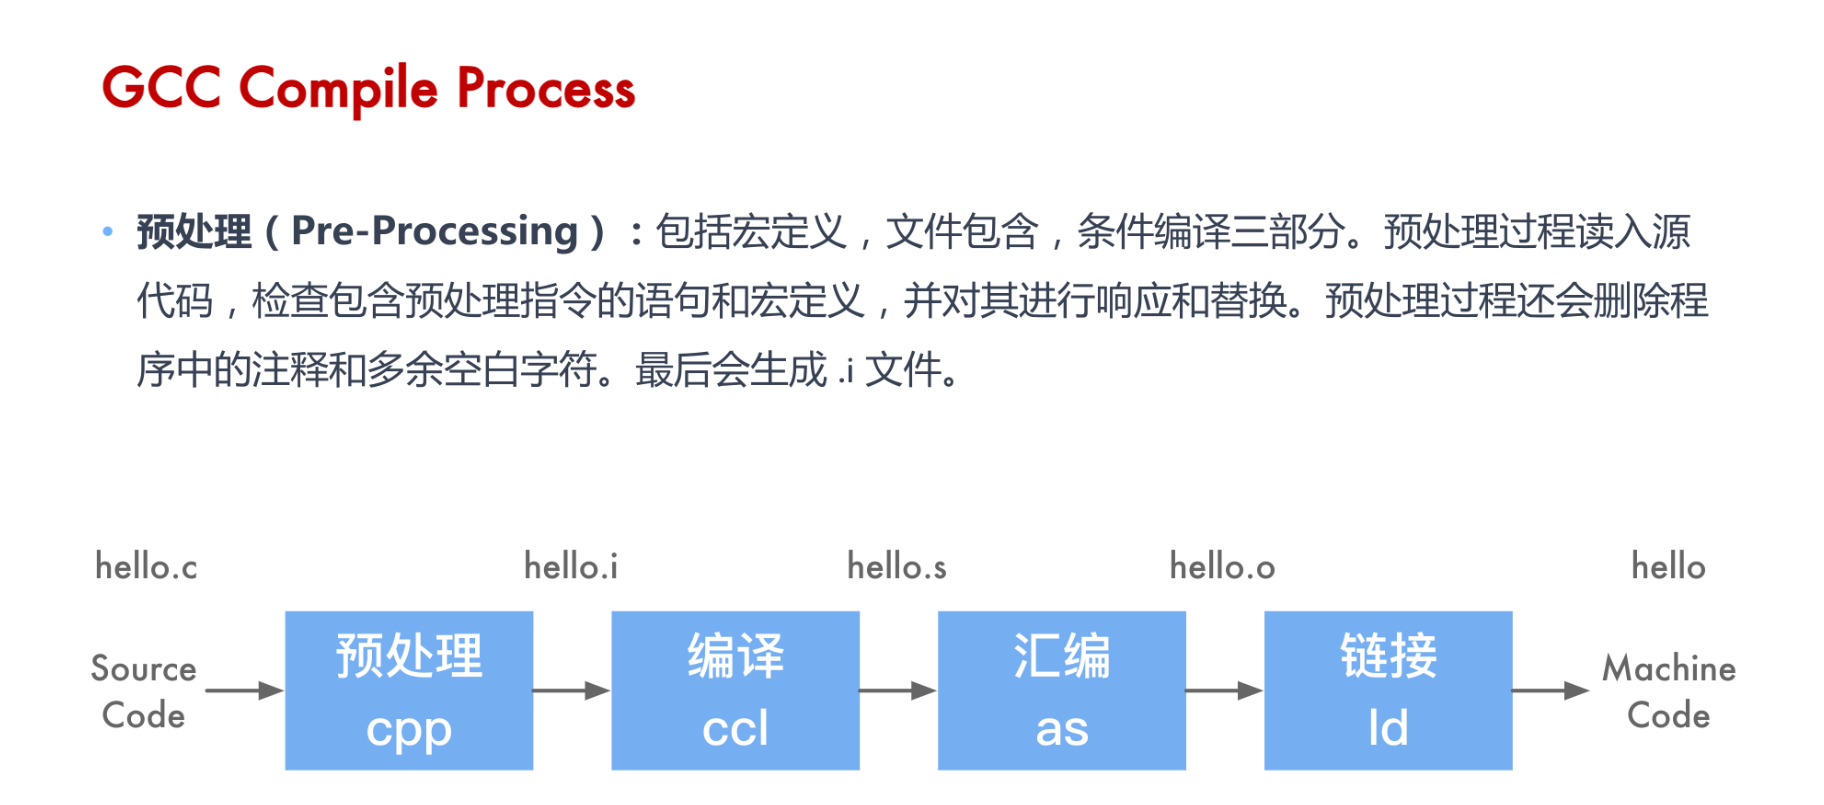 GCC Compile Process
• 预处理（Pre-Processing）：包括宏定义，文件包含，条件编译三部分。预处理过程读入源
代码，检查包含预处理指令的语句和宏定义，并对其进行响应和替换。预处理过程还会删除程
序中的注释和多余空白字符。最后会生成 .i 文件。
hello.c hello.i hello.s hello.o hello
Source Code
预处理
cpp
编译
ccl
汇编
as
链接
ld
Machine Code